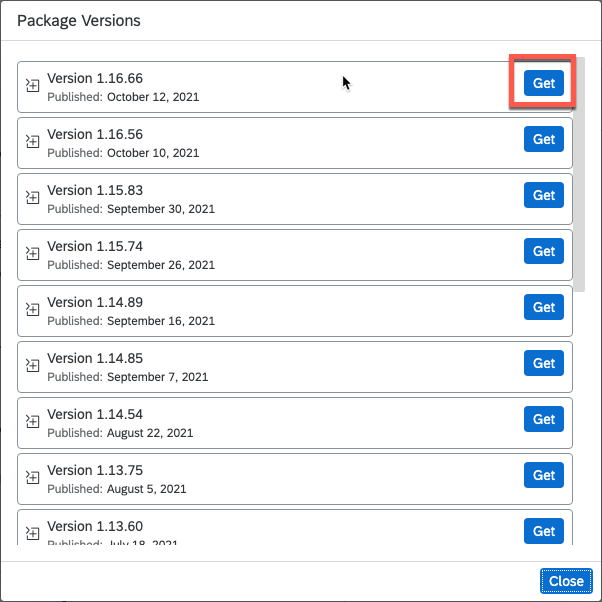 Package Versions
Version 1.16.66
Get
Published: October 12, 2021
Version 1.16.56
Get
Published: October 10, 2021
Version 1.15.83
Get
Published: September 30, 2021
Version 1.15.74
Get
Published: September 26, 2021
Version 1.14.89
Get
Published: September 16, 2021
Version 1.14.85
Get
Published: September 7, 2021
Version 1.14.54
Get
Published: August 22, 2021
Version 1.13.75
Get
Published: August 5, 2021
Version 1.13.60
Get
Published: July 18, 2021
Close